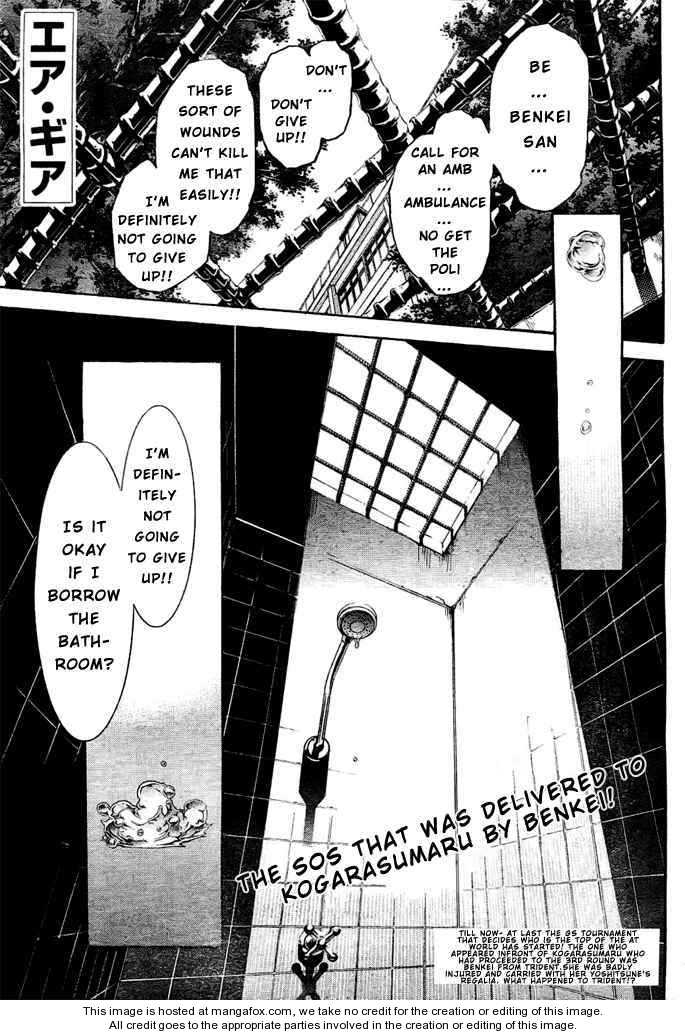 エア・ギア
BE
...
BENKEI
SAN
...
CALL FOR
AN AMB
...
AMBULANCE
...
NO GET
THE
POLI
...
DON'T
...
DON'T
GIVE
UP!!
THESE
SORT OF
WOUNDS
CAN'T KILL
ME THAT
EASILY!!
I'M
DEFINITELY
NOT GOING
TO GIVE
UP!!
I'M
DEFIN-
ITELY
NOT
GOING
TO GIVE
UP!!
IS IT
OKAY
IF I
BORROW
THE
BATH-
ROOM?
THE SOS THAT WAS DELIVERED TO
KOGARASUMARU BY BENKEI!
TILL NOW- AT LAST THE GS TOURNAMENT
THAT DECIDES WHO IS THE TOP OF THE AT
WORLD HAS STARTED! THE ONE WHO
APPEARED INFRONT OF KOGARASUMARU WHO
HAD PROCEEDED TO THE 3RD ROUND WAS
BENKEI FROM TRIDENT.SHE WAS BADLY
INJURED AND CARRIED WITH HER YOSHITSUNE'S
REGALIA. WHAT HAPPENED TO TRIDENT!?
This image is hosted at mangafox.com, we take no credit for the creation or editing of this image.
All credit goes to the appropriate parties involved in the creation or editing of this image.